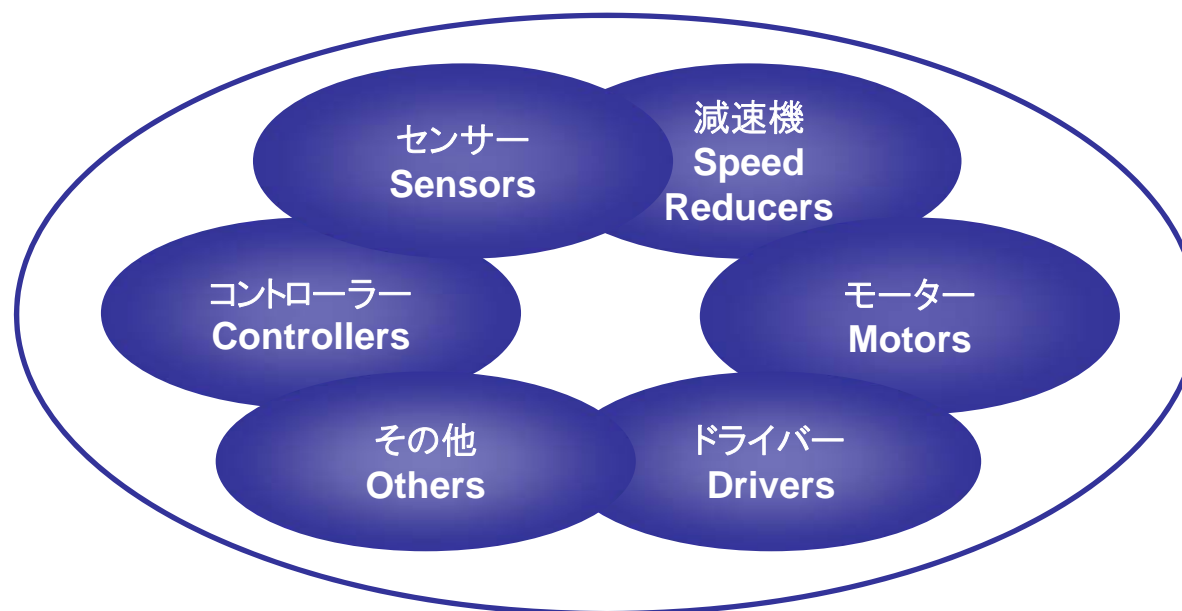 センサー
Sensors
減速機
Speed
Reducers
コントローラー
Controllers
モーター
Motors
その他
Others
ドライバー
Drivers